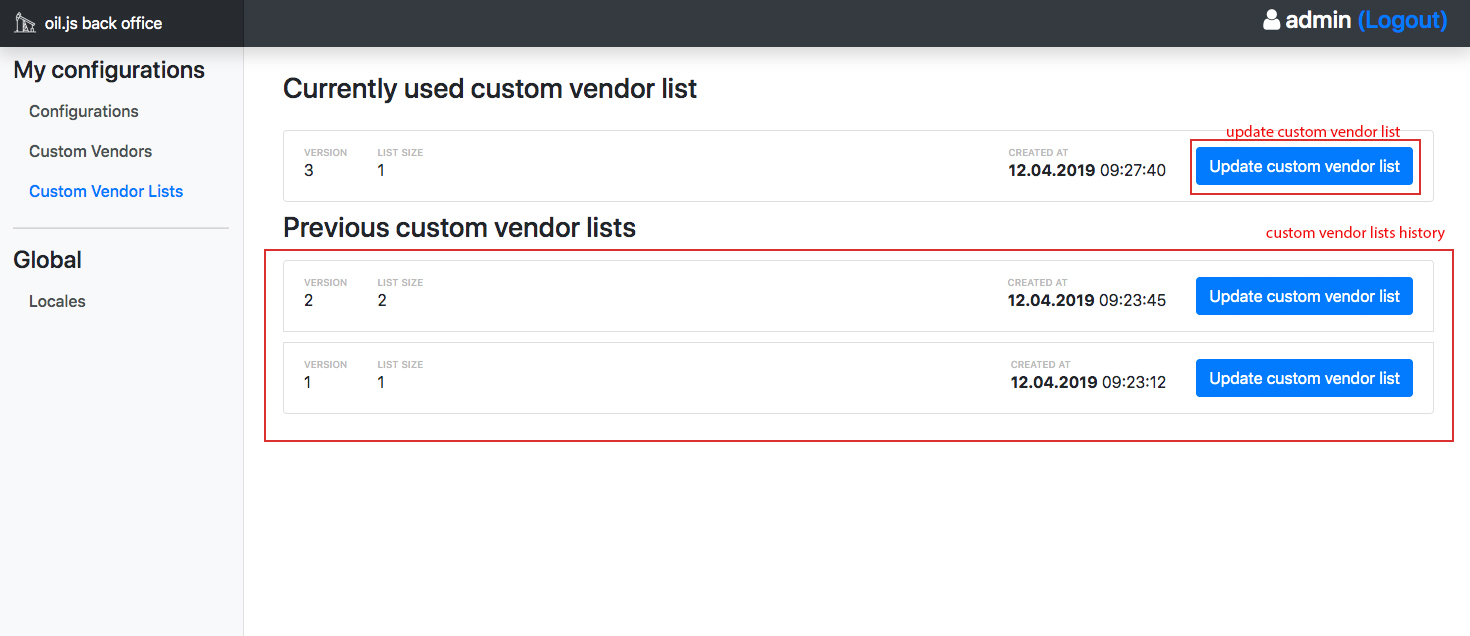 oil.js back office
admin (Logout)
My configurations
Configurations
Custom Vendors
Custom Vendor Lists
Global
Locales
Currently used custom vendor list
update custom vendor list
VERSION LIST SIZE CREATED AT
3 1 12.04.2019 09:27:40 Update custom vendor list
Previous custom vendor lists
custom vendor lists history
VERSION LIST SIZE CREATED AT
2 2 12.04.2019 09:23:45 Update custom vendor list
VERSION LIST SIZE CREATED AT
1 1 12.04.2019 09:23:12 Update custom vendor list